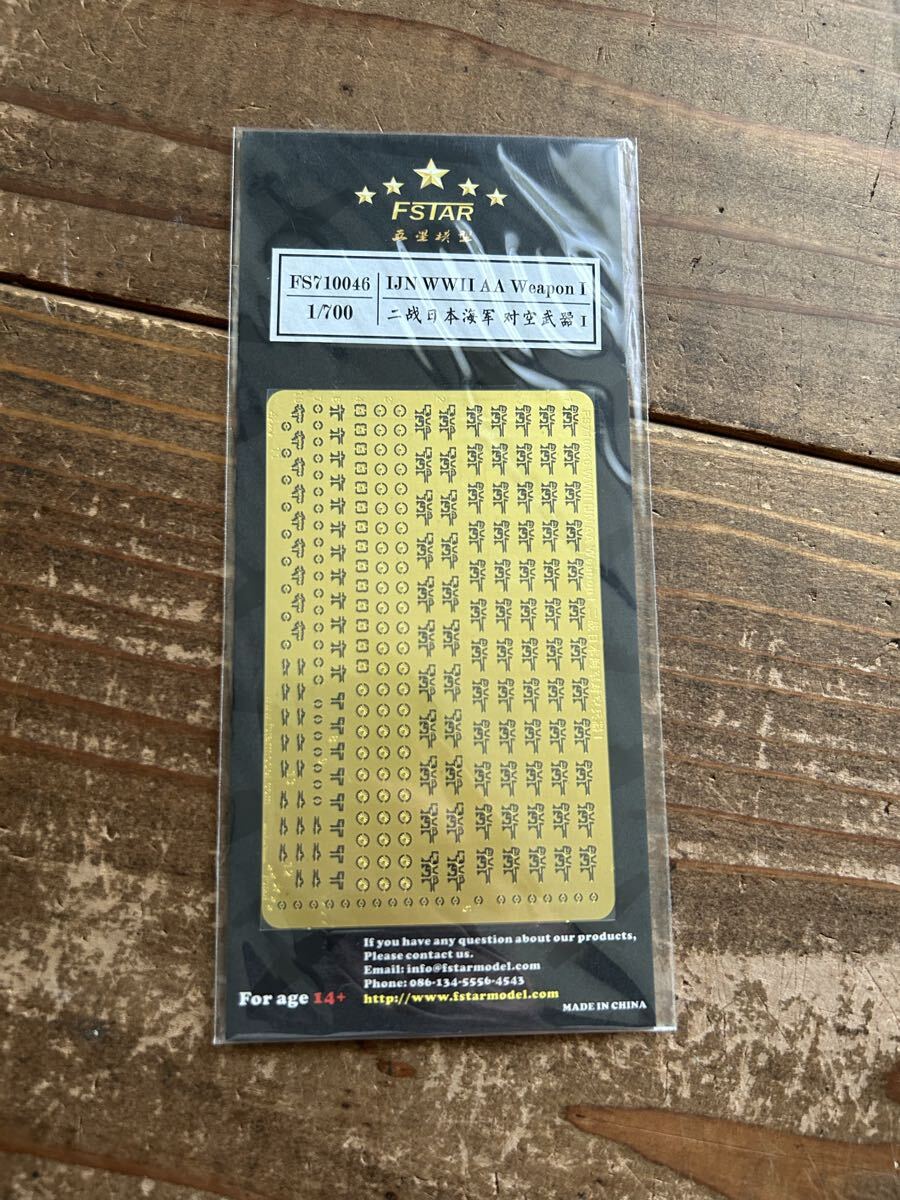 FSTAR
五星模型
FS710046
1/700
IJN WWII AA Weapon I
二战日本海军 对空武器 I
If you have any question about our products,
Please contact us.
Email: info@fstarmodel.com
Phone: 086-134-5556-4543
For age 14+
http://www.fstarmodel.com
MADE IN CHINA